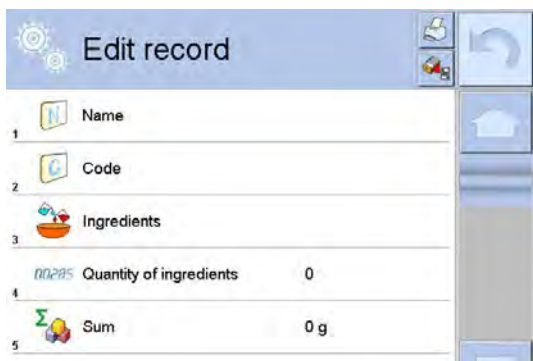 Edit record
1 N Name
2 C Code
3 Ingredients
4 Quantity of ingredients 0
5 Σ Sum 0 g